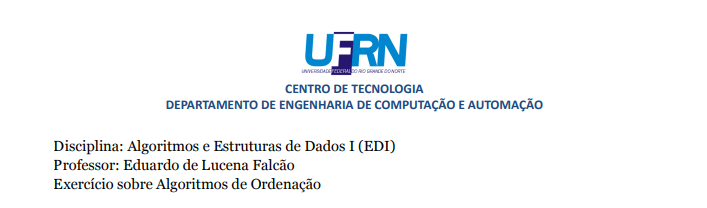 UFRN
UNIVERSIDADE FEDERAL DO RIO GRANDE DO NORTE
CENTRO DE TECNOLOGIA
DEPARTAMENTO DE ENGENHARIA DE COMPUTAÇÃO E AUTOMAÇÃO
Disciplina: Algoritmos e Estruturas de Dados I (EDI)
Professor: Eduardo de Lucena Falcão
Exercício sobre Algoritmos de Ordenação